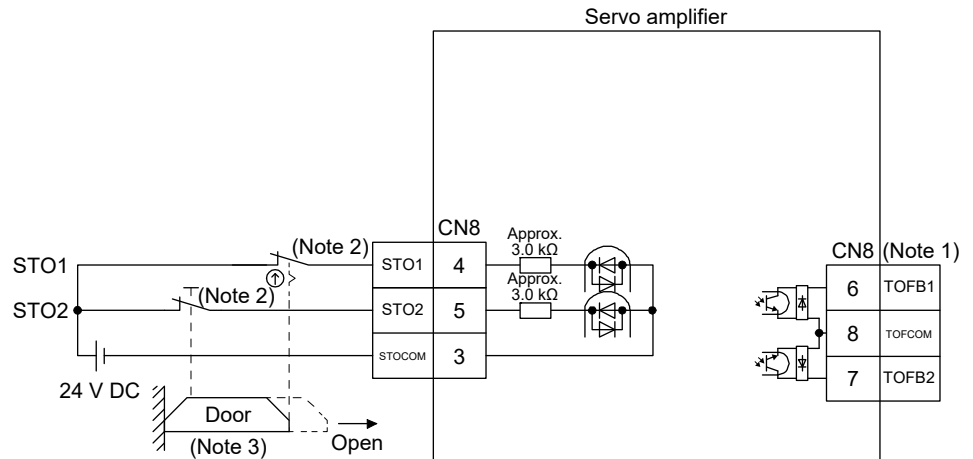 Servo amplifier
CN8
Approx.
3.0 kΩ
STO1
(Note 2)
STO1
4
Approx.
3.0 kΩ
STO2
(Note 2)
STO2
5
STOCOM
3
24 V DC
Door
(Note 3)
Open
CN8 (Note 1)
6 TOFB1
8 TOFCOM
7 TOFB2